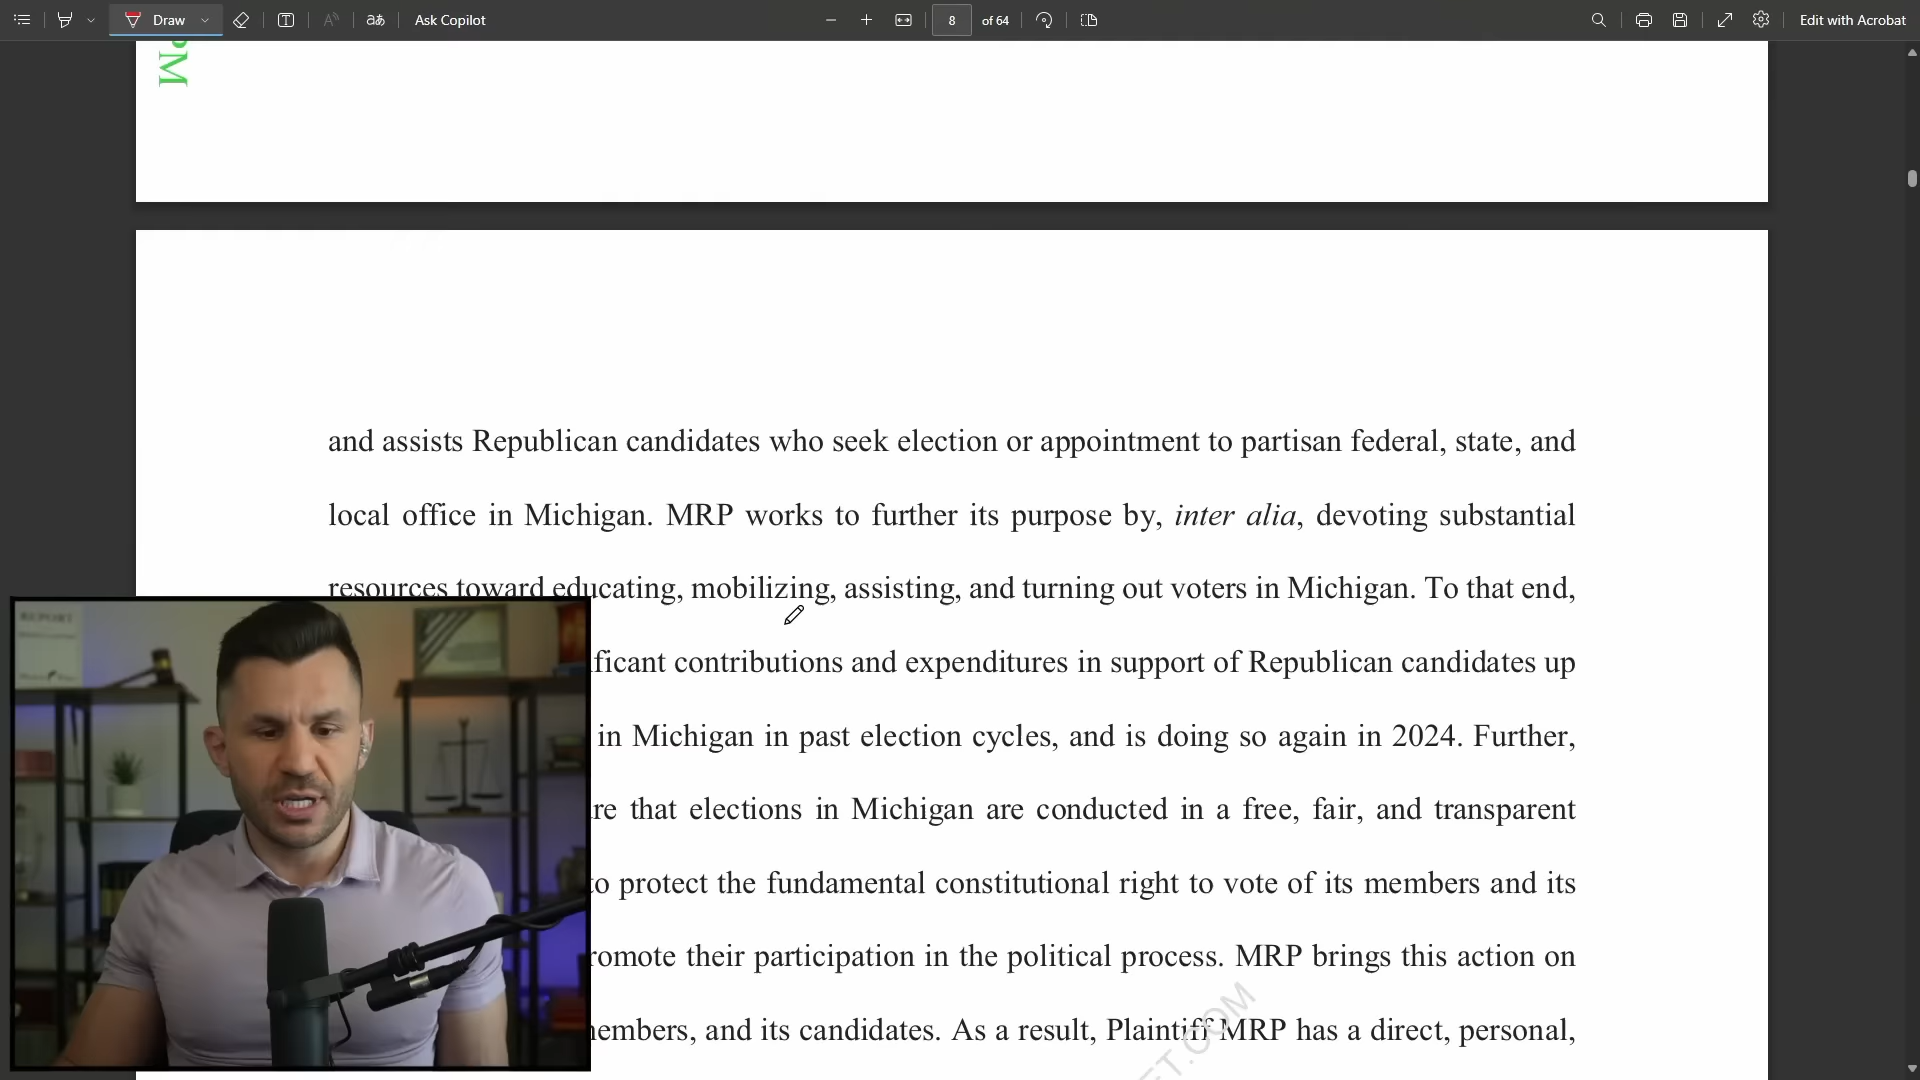 Draw
Ask Copilot
8
of 64
Edit with Acrobat
PM
and assists Republican candidates who seek election or appointment to partisan federal, state, and
local office in Michigan. MRP works to further its purpose by, inter alia, devoting substantial
resources toward educating, mobilizing, assisting, and turning out voters in Michigan. To that end,
ficant contributions and expenditures in support of Republican candidates up
in Michigan in past election cycles, and is doing so again in 2024. Further,
re that elections in Michigan are conducted in a free, fair, and transparent
to protect the fundamental constitutional right to vote of its members and its
romote their participation in the political process. MRP brings this action on
embers, and its candidates. As a result, Plaintiff MRP has a direct, personal,
ET.COM
REPORT